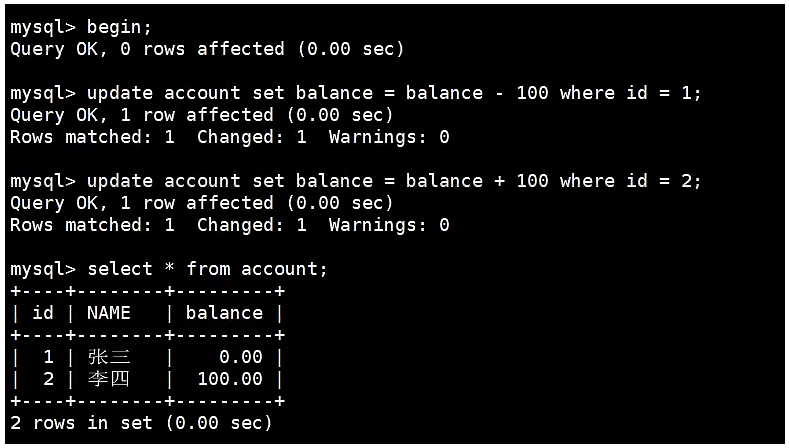 mysql> begin;
Query OK, 0 rows affected (0.00 sec)
mysql> update account set balance = balance - 100 where id = 1;
Query OK, 1 row affected (0.00 sec)
Rows matched: 1  Changed: 1  Warnings: 0
mysql> update account set balance = balance + 100 where id = 2;
Query OK, 1 row affected (0.00 sec)
Rows matched: 1  Changed: 1  Warnings: 0
mysql> select * from account;
+----+--------+---------+
| id | NAME   | balance |
+----+--------+---------+
|  1 | 张三   |    0.00 |
|  2 | 李四   |  100.00 |
+----+--------+---------+
2 rows in set (0.00 sec)